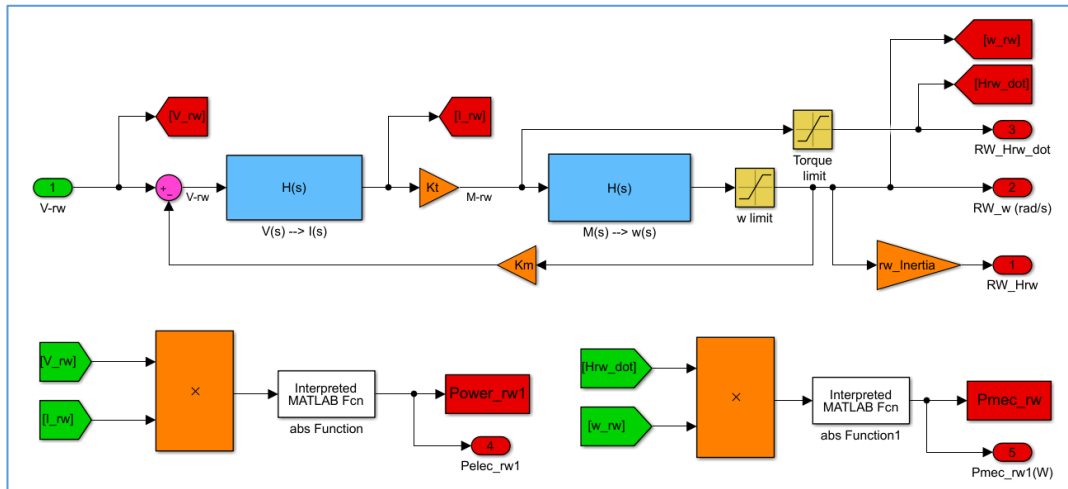 [w_rw]
[V_rw]
[I_rw]
[Hrw_dot]
3
RW_Hrw_dot
Torque
limit
1
V-rw
+
_
V-rw
H(s)
V(s) --> I(s)
Kt
M-rw
H(s)
M(s) --> w(s)
w limit
2
RW_w (rad/s)
Km
rw_Inertia
1
RW_Hrw
[V_rw]
[I_rw]
×
Interpreted
MATLAB Fcn
abs Function
Power_rw1
4
Pelec_rw1
[Hrw_dot]
[w_rw]
×
Interpreted
MATLAB Fcn
abs Function1
Pmec_rw
5
Pmec_rw1(W)